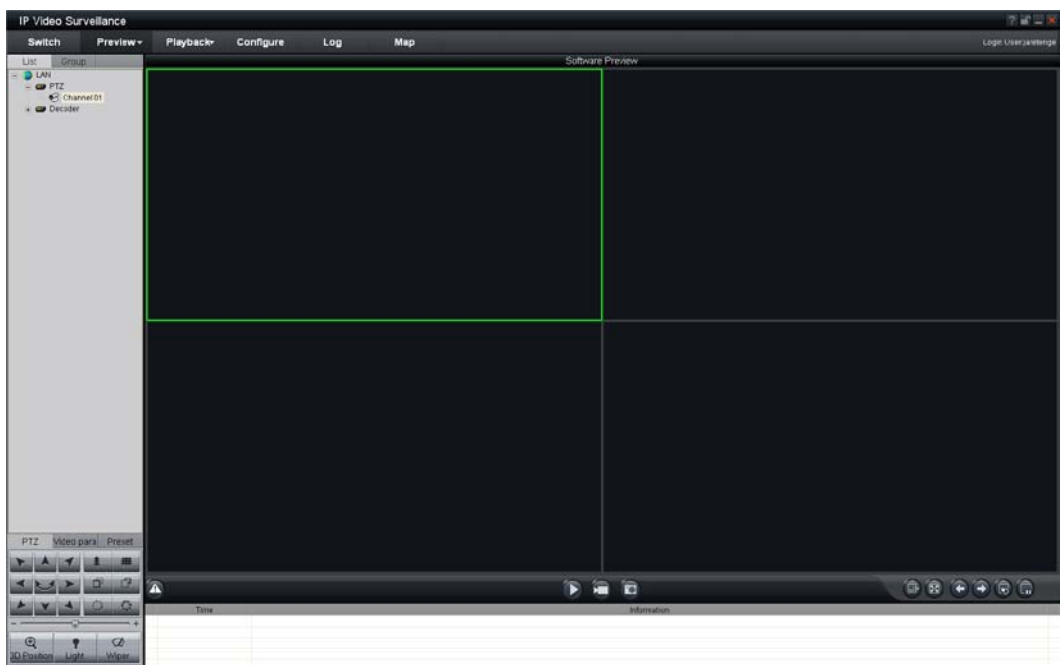 IP Video Surveillance
Switch Preview Playback Configure Log Map
List Group
Software Preview
LAN
PTZ
Channel 01
Decoder
PTZ Video para Preset
Time Information
3D Position Light Wiper